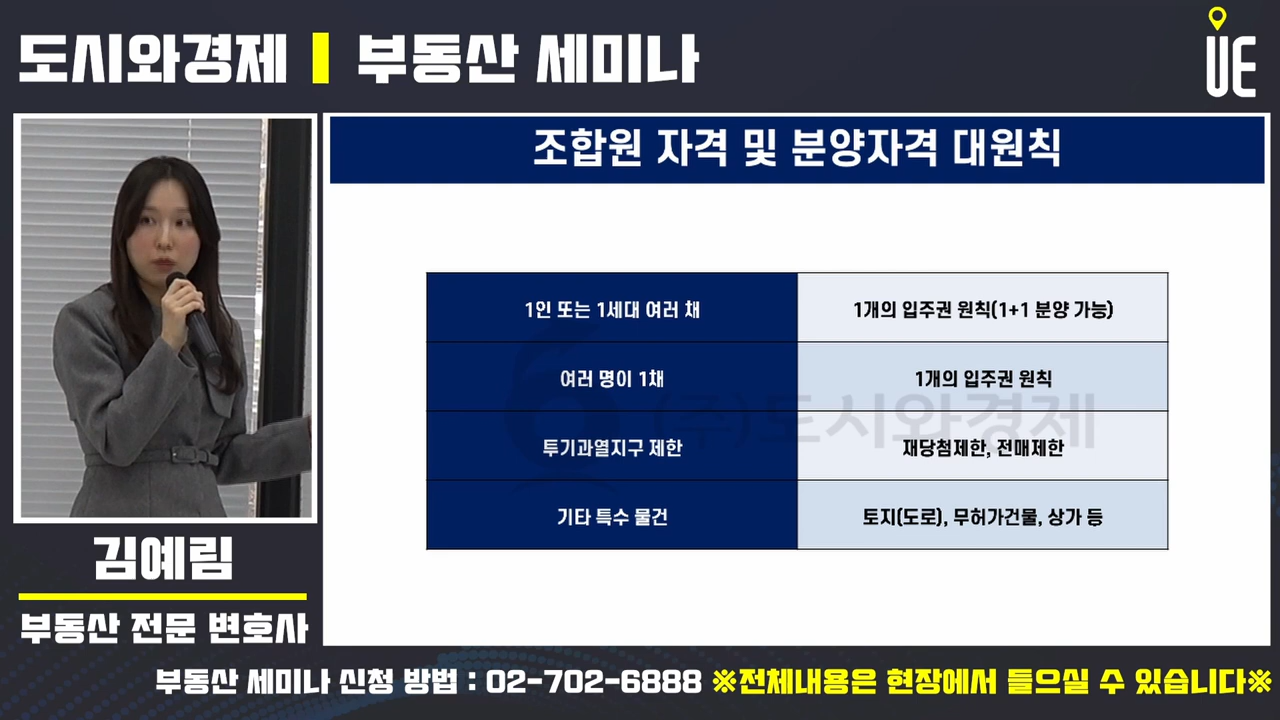 도시와경제 | 부동산 세미나
UE
조합원 자격 및 분양자격 대원칙
1인 또는 1세대 여러 채
1개의 입주권 원칙(1+1 분양 가능)
여러 명이 1채
1개의 입주권 원칙
투기과열지구 제한
재당첨제한, 전매제한
기타 특수 물건
토지(도로), 무허가건물, 상가 등
(주)도시와경제
김예림
부동산 전문 변호사
부동산 세미나 신청 방법 : 02-702-6888 ※전체내용은 현장에서 들으실 수 있습니다※